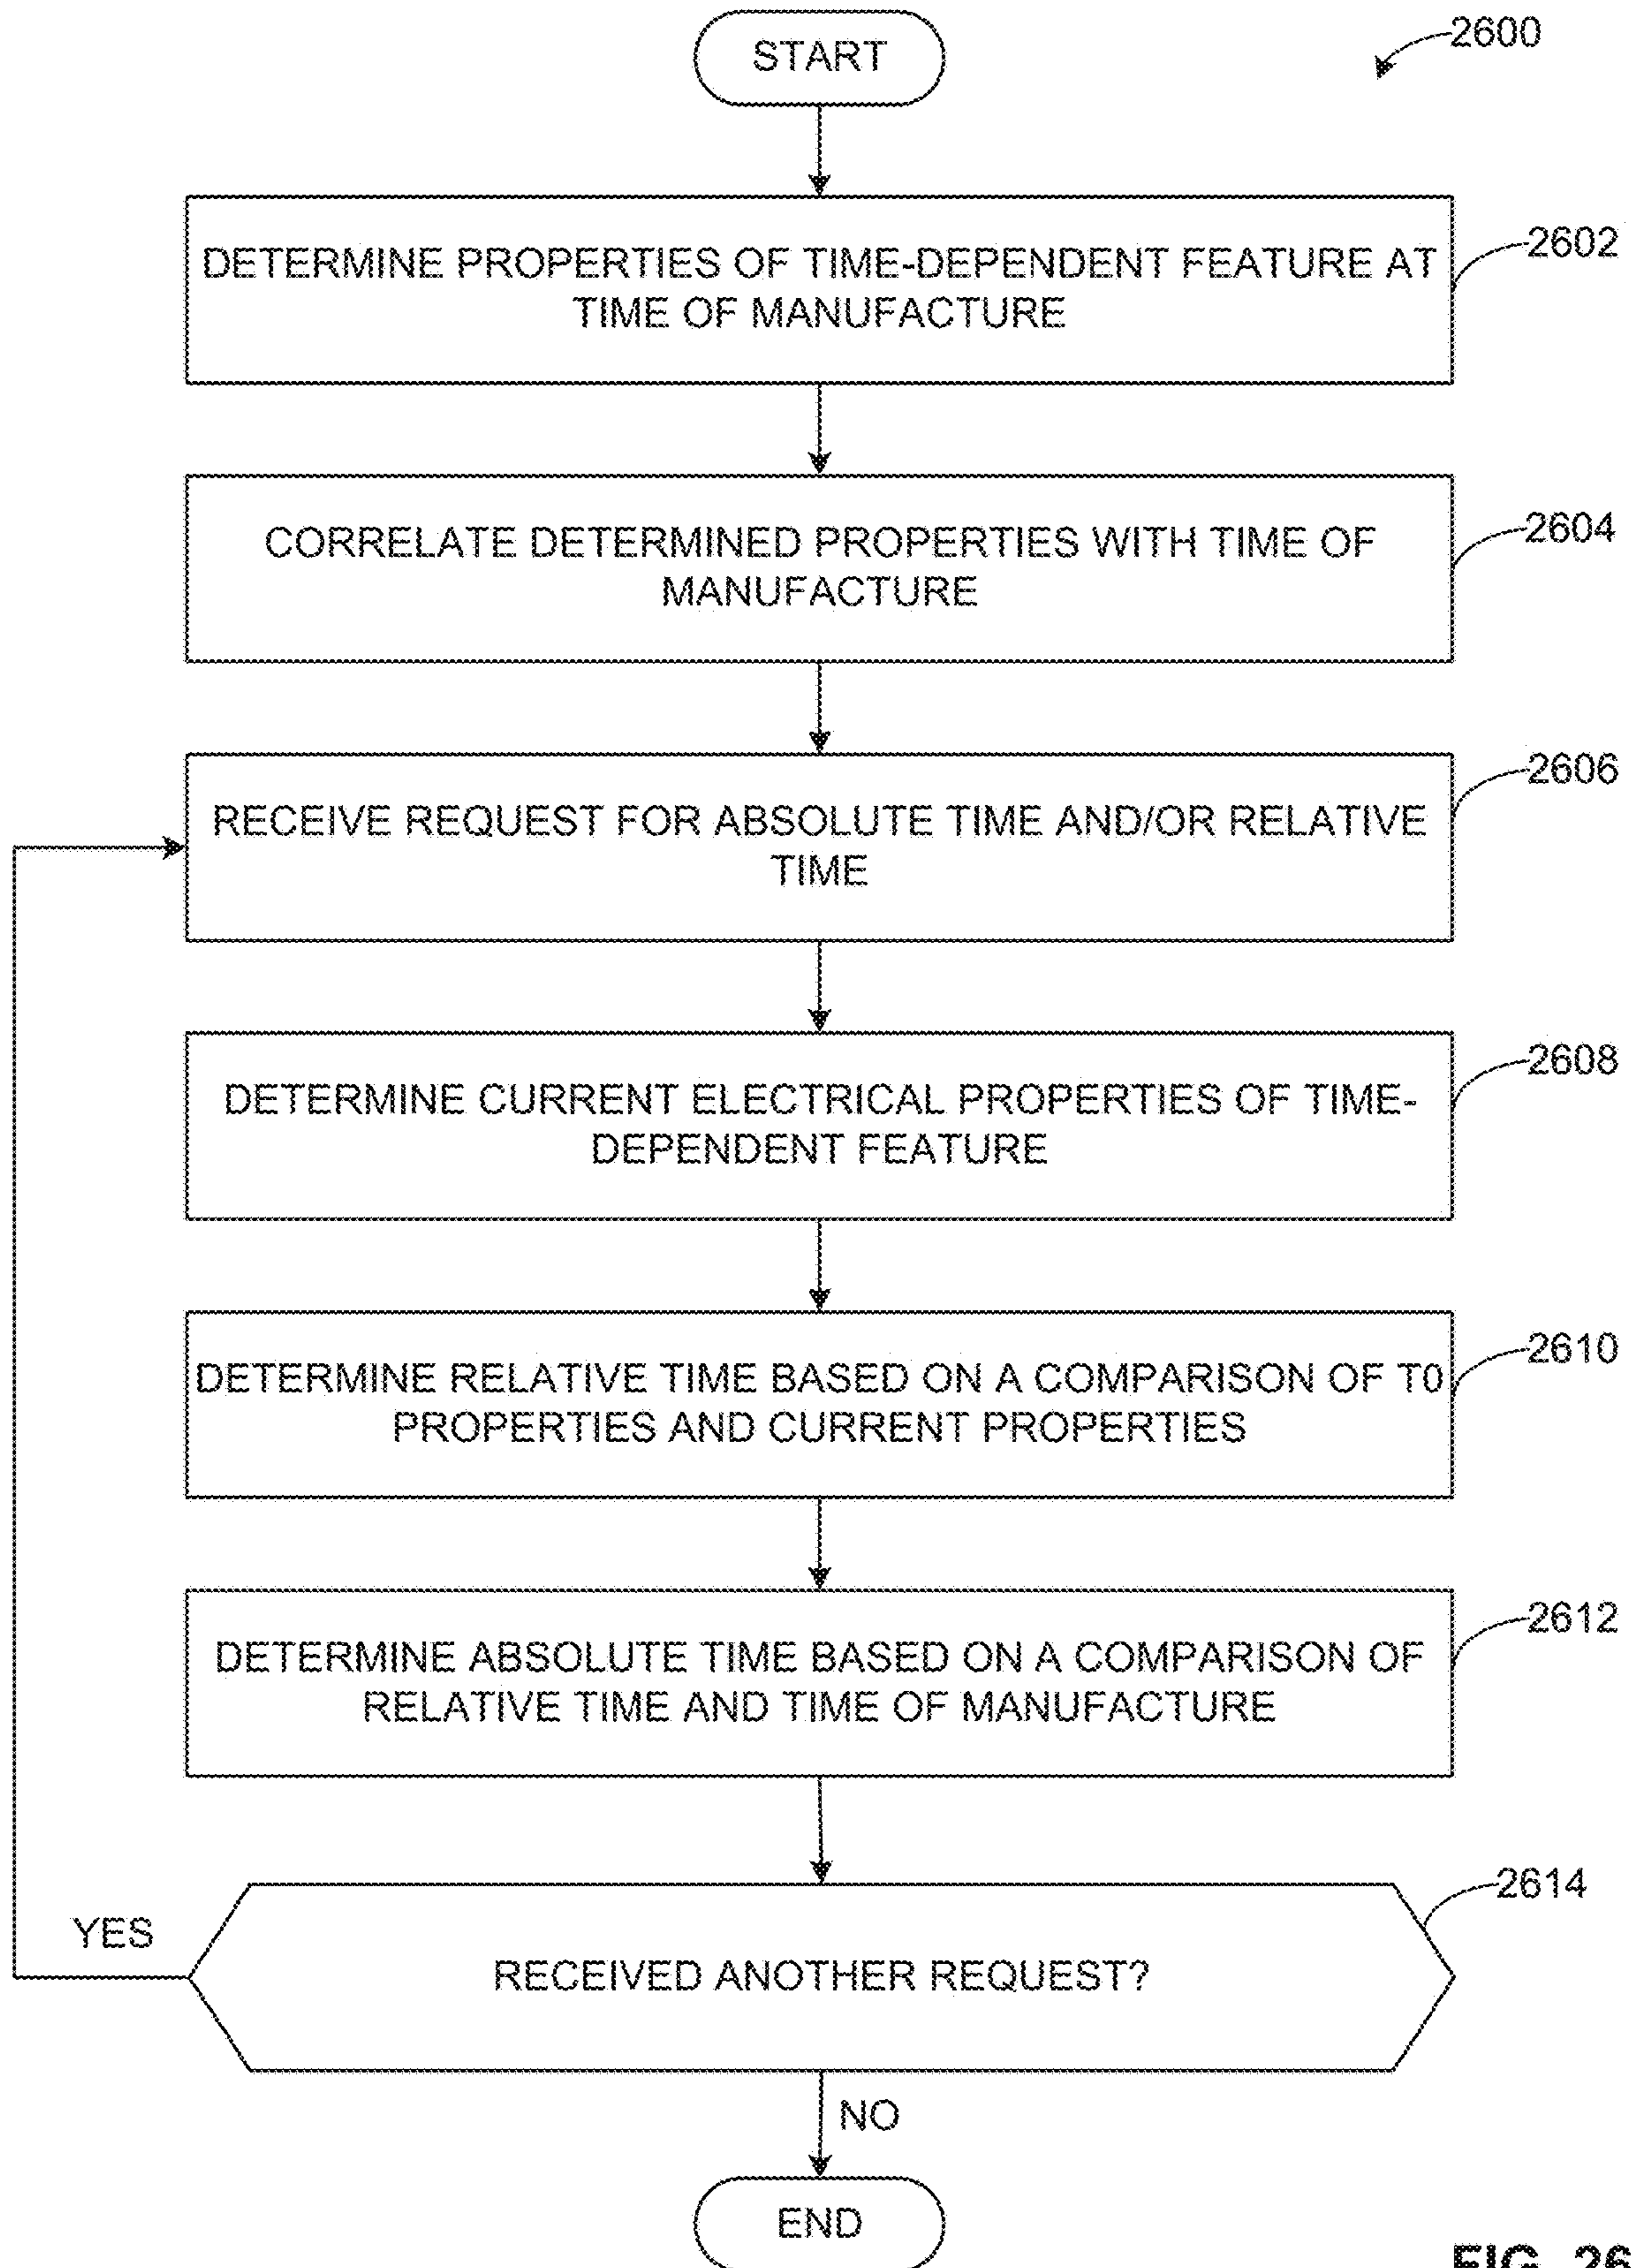 START
2600
DETERMINE PROPERTIES OF TIME-DEPENDENT FEATURE AT
TIME OF MANUFACTURE
2602
CORRELATE DETERMINED PROPERTIES WITH TIME OF
MANUFACTURE
2604
RECEIVE REQUEST FOR ABSOLUTE TIME AND/OR RELATIVE
TIME
2606
DETERMINE CURRENT ELECTRICAL PROPERTIES OF TIME-
DEPENDENT FEATURE
2608
DETERMINE RELATIVE TIME BASED ON A COMPARISON OF T0
PROPERTIES AND CURRENT PROPERTIES
2610
DETERMINE ABSOLUTE TIME BASED ON A COMPARISON OF
RELATIVE TIME AND TIME OF MANUFACTURE
2612
RECEIVED ANOTHER REQUEST?
2614
YES
NO
END
FIG. 26